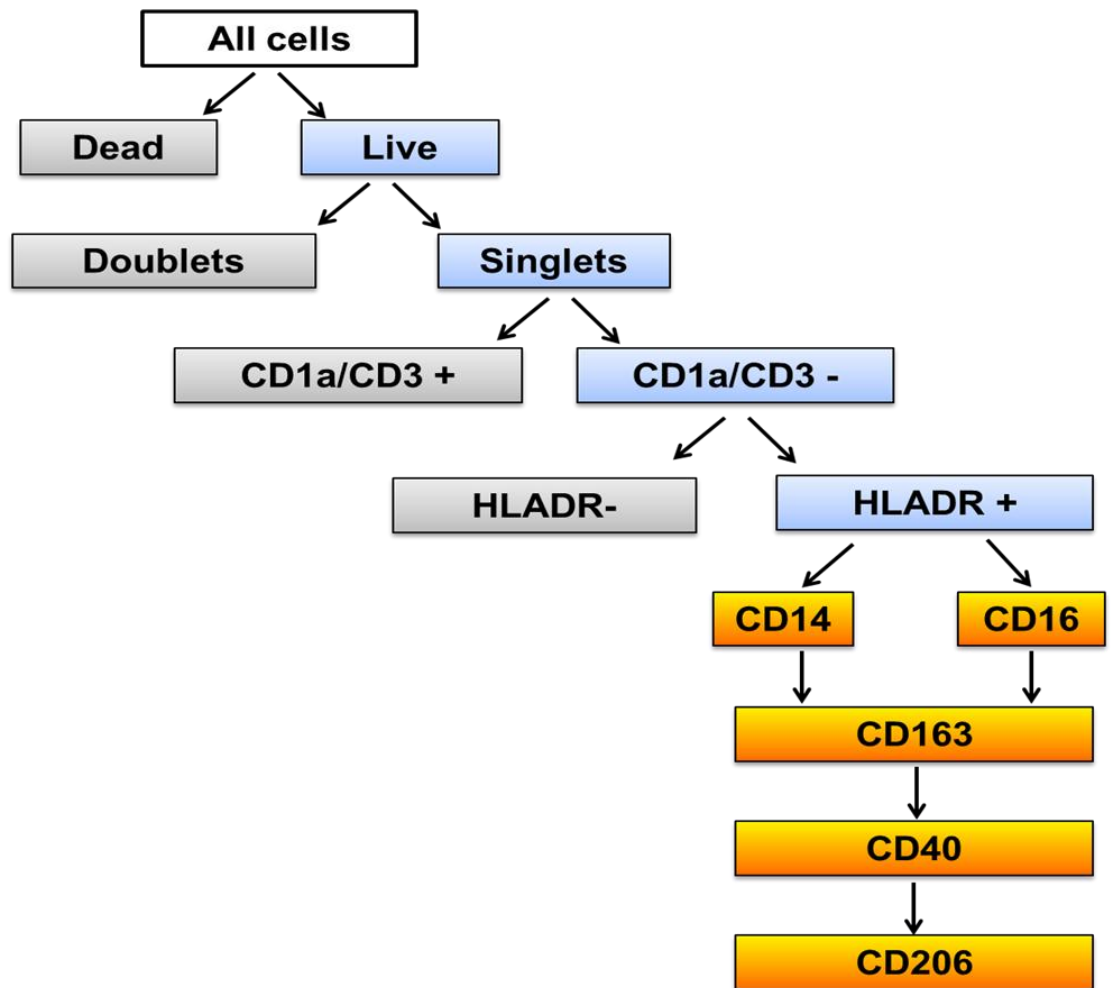 All cells
Dead
Live
Doublets
Singlets
CD1a/CD3 +
CD1a/CD3 -
HLADR-
HLADR +
CD14
CD16
CD163
CD40
CD206